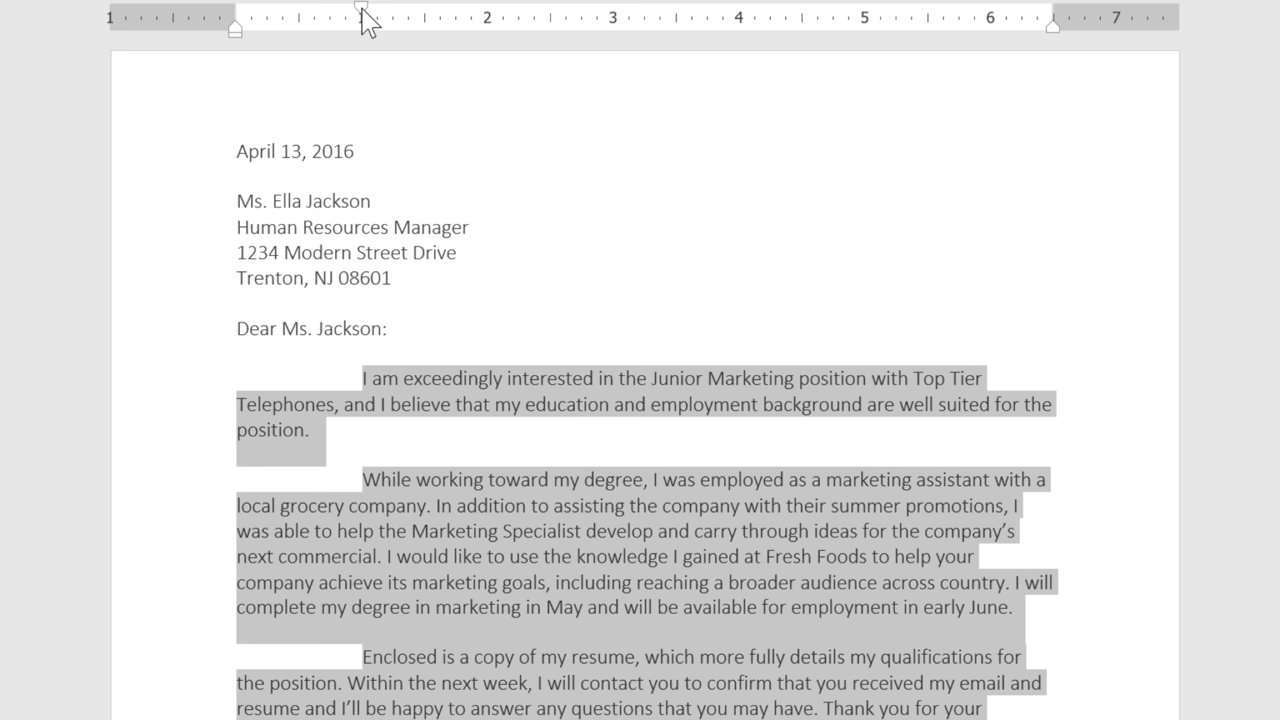 1 2 3 4 5 6 7
April 13, 2016
Ms. Ella Jackson
Human Resources Manager
1234 Modern Street Drive
Trenton, NJ 08601
Dear Ms. Jackson:
I am exceedingly interested in the Junior Marketing position with Top Tier
Telephones, and I believe that my education and employment background are well suited for the
position.
While working toward my degree, I was employed as a marketing assistant with a
local grocery company. In addition to assisting the company with their summer promotions, I
was able to help the Marketing Specialist develop and carry through ideas for the company’s
next commercial. I would like to use the knowledge I gained at Fresh Foods to help your
company achieve its marketing goals, including reaching a broader audience across country. I will
complete my degree in marketing in May and will be available for employment in early June.
Enclosed is a copy of my resume, which more fully details my qualifications for
the position. Within the next week, I will contact you to confirm that you received my email and
resume and I’ll be happy to answer any questions that you may have. Thank you for your